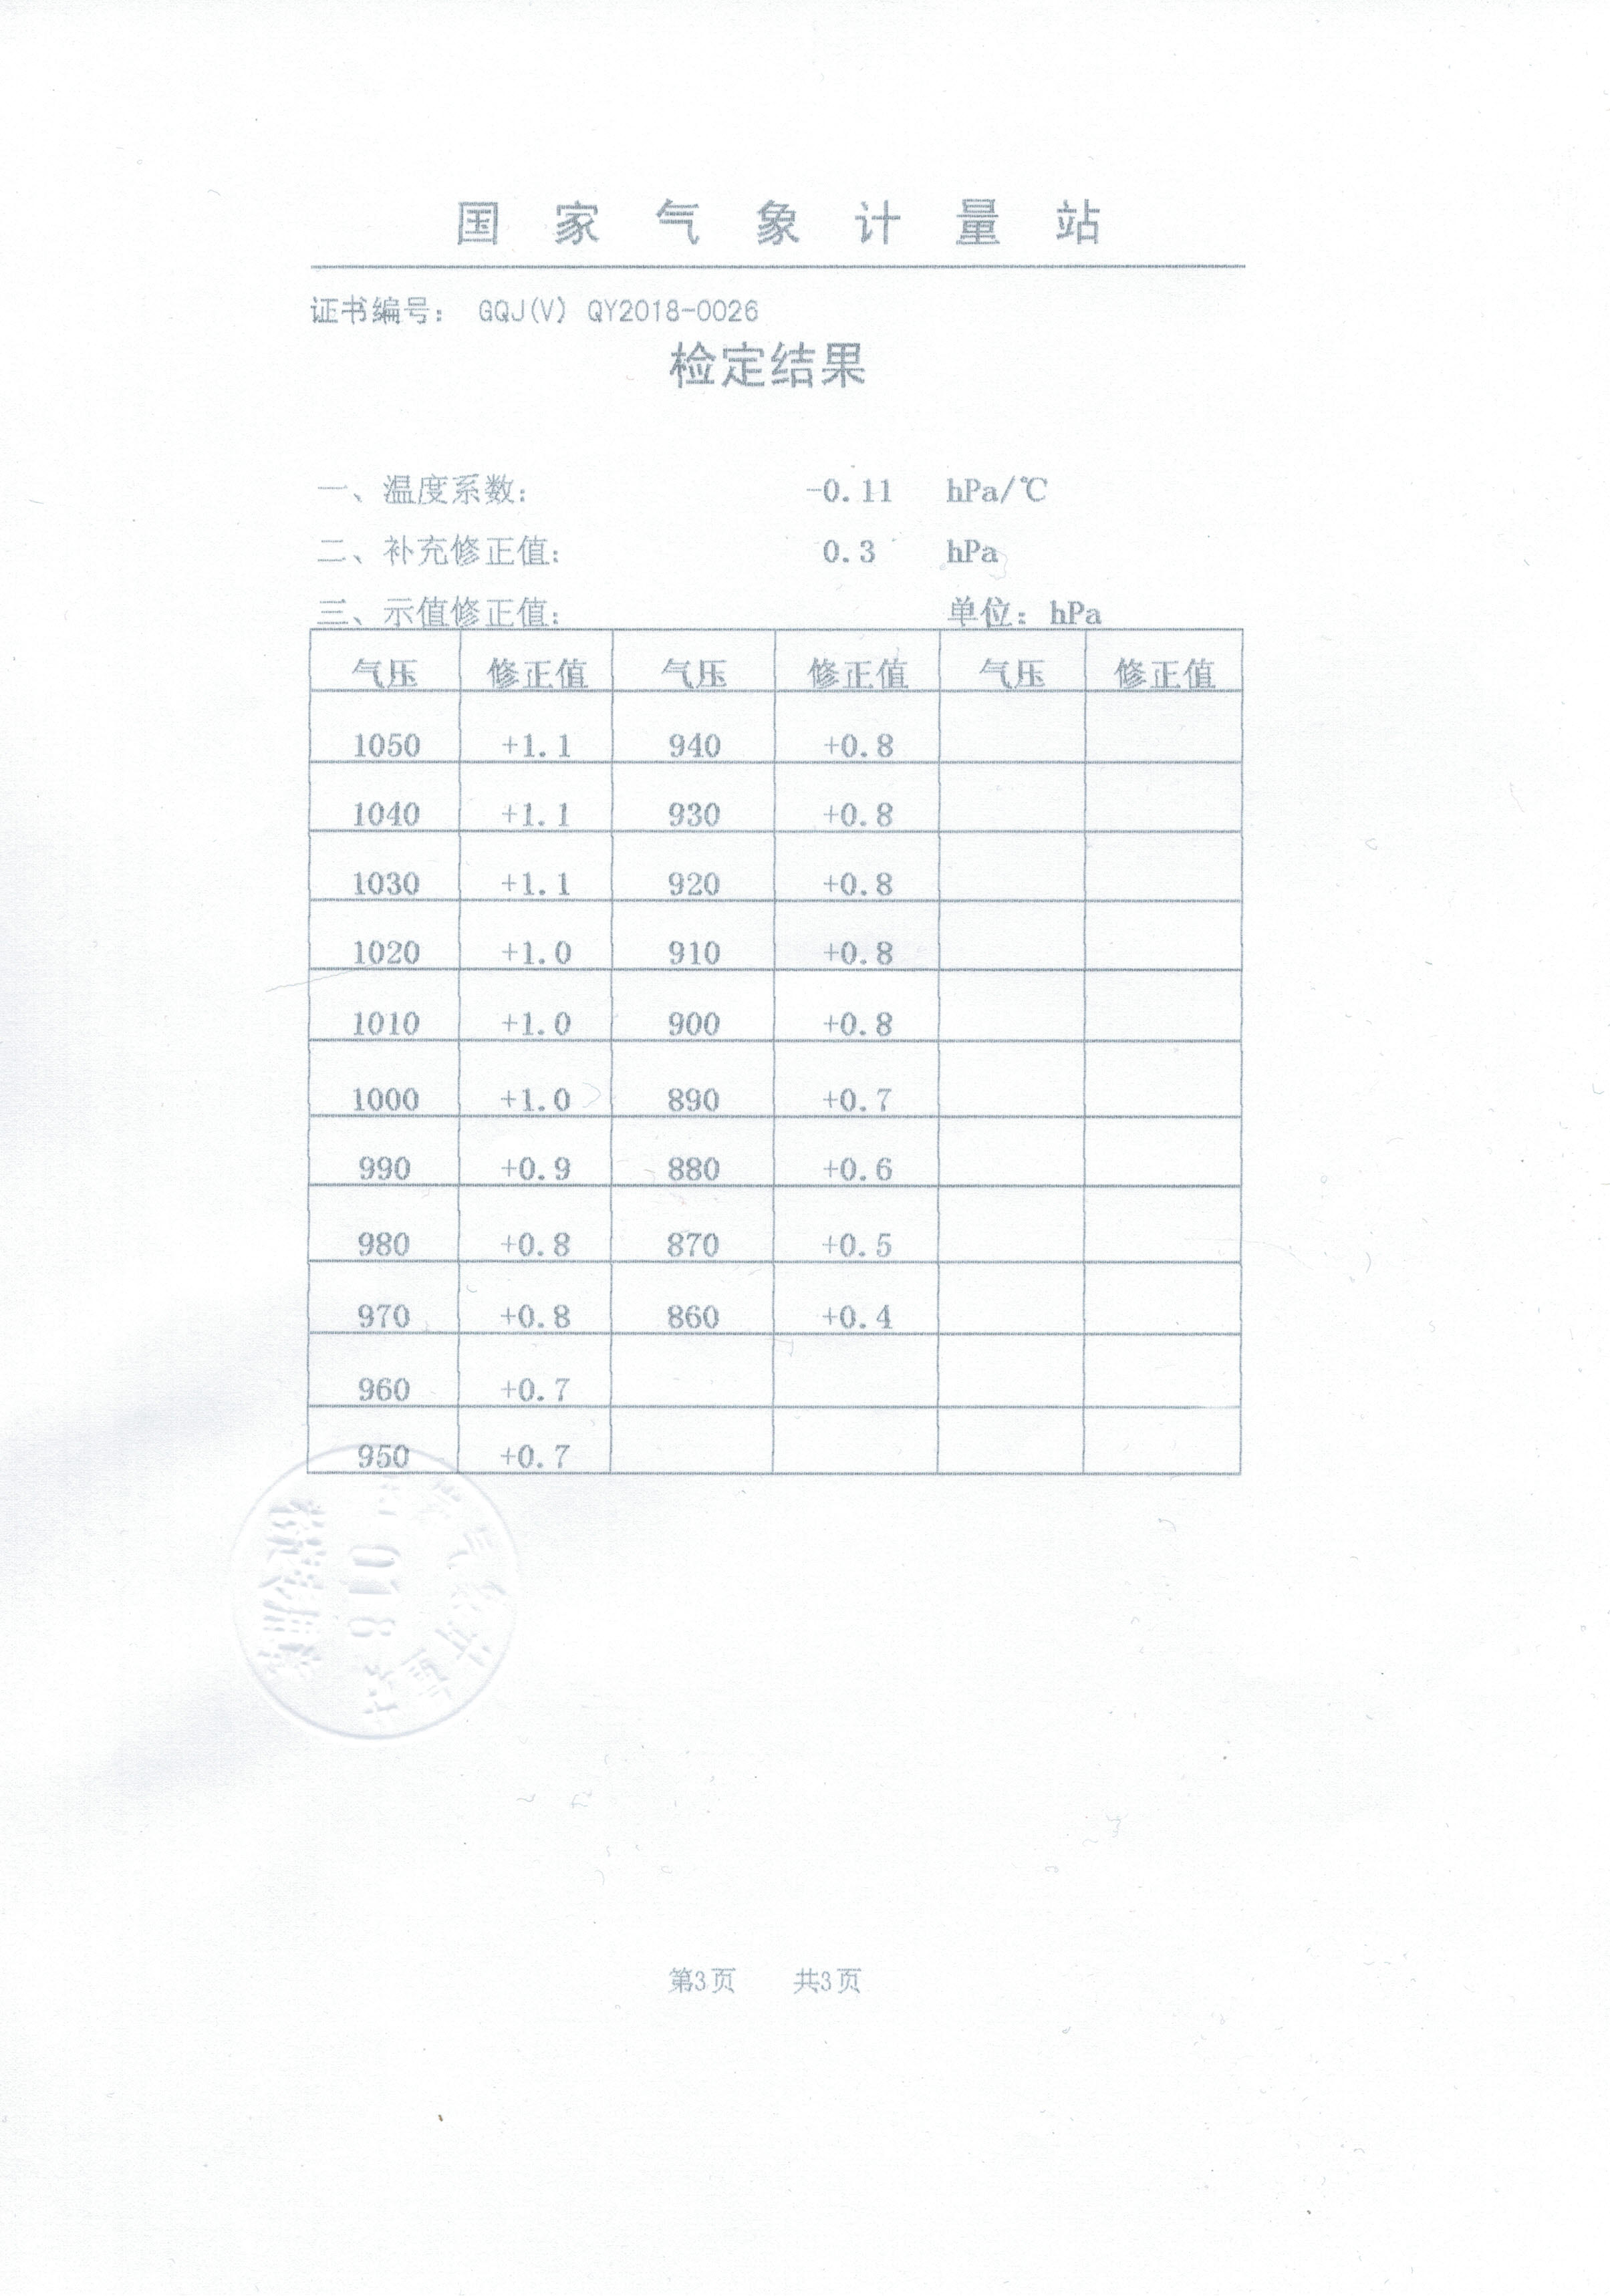 国家气象计量站
证书编号： GQJ(V) QY2018-0026
检定结果
一、温度系数: -0.11 hPa/℃
二、补充修正值: 0.3 hPa
三、示值修正值: 单位: hPa
气压 修正值 气压 修正值 气压 修正值
1050 +1.1 940 +0.8
1040 +1.1 930 +0.8
1030 +1.1 920 +0.8
1020 +1.0 910 +0.8
1010 +1.0 900 +0.8
1000 +1.0 890 +0.7
990 +0.9 880 +0.6
980 +0.8 870 +0.5
970 +0.8 860 +0.4
960 +0.7
950 +0.7
第3页 共3页